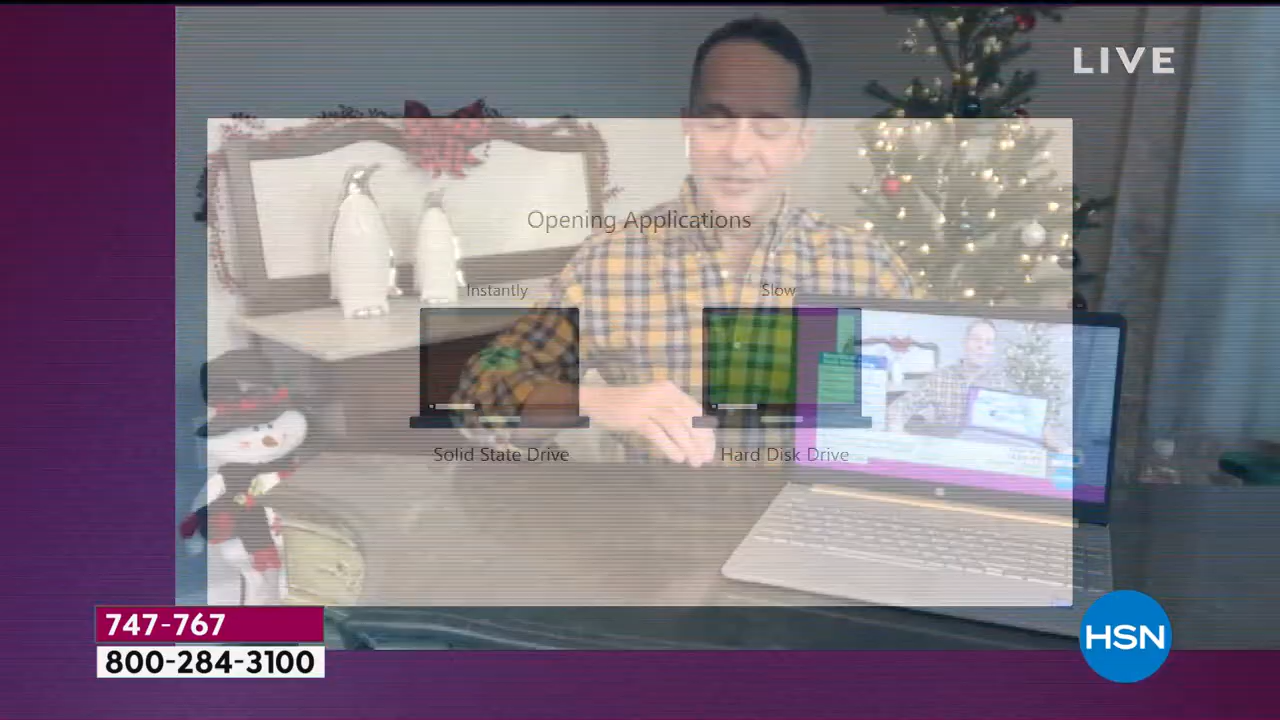 LIVE
Opening Applications
Instantly
Slow
Solid State Drive
Hard Disk Drive
747-767
800-284-3100
HSN